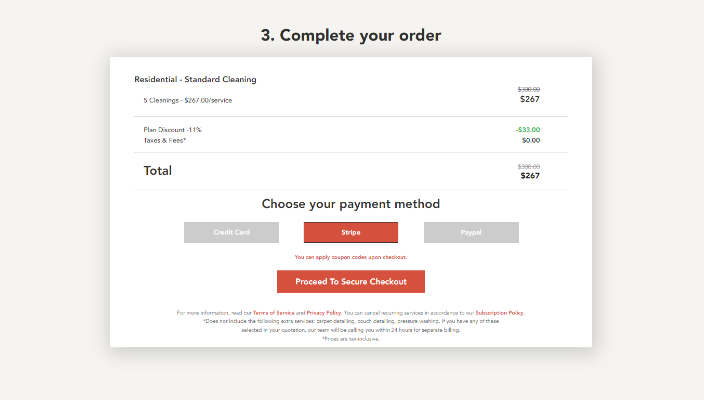 3. Complete your order
Residential - Standard Cleaning
$300.00
5 Cleanings - $267.00/service
$267
Plan Discount -11%
-$33.00
Taxes & Fees*
$0.00
Total
$300.00
$267
Choose your payment method
Credit Card
Stripe
Paypal
You can apply coupon codes upon checkout.
Proceed To Secure Checkout
For more information, read our Terms of Service and Privacy Policy. You can cancel recurring services in accordance to our Subscription Policy.
*Does not include the following extra services: carpet detailing, couch detailing, pressure washing. If you have any of these
selected in your quotation, our team will be calling you within 24 hours for separate billing.
*Prices are tax-inclusive.